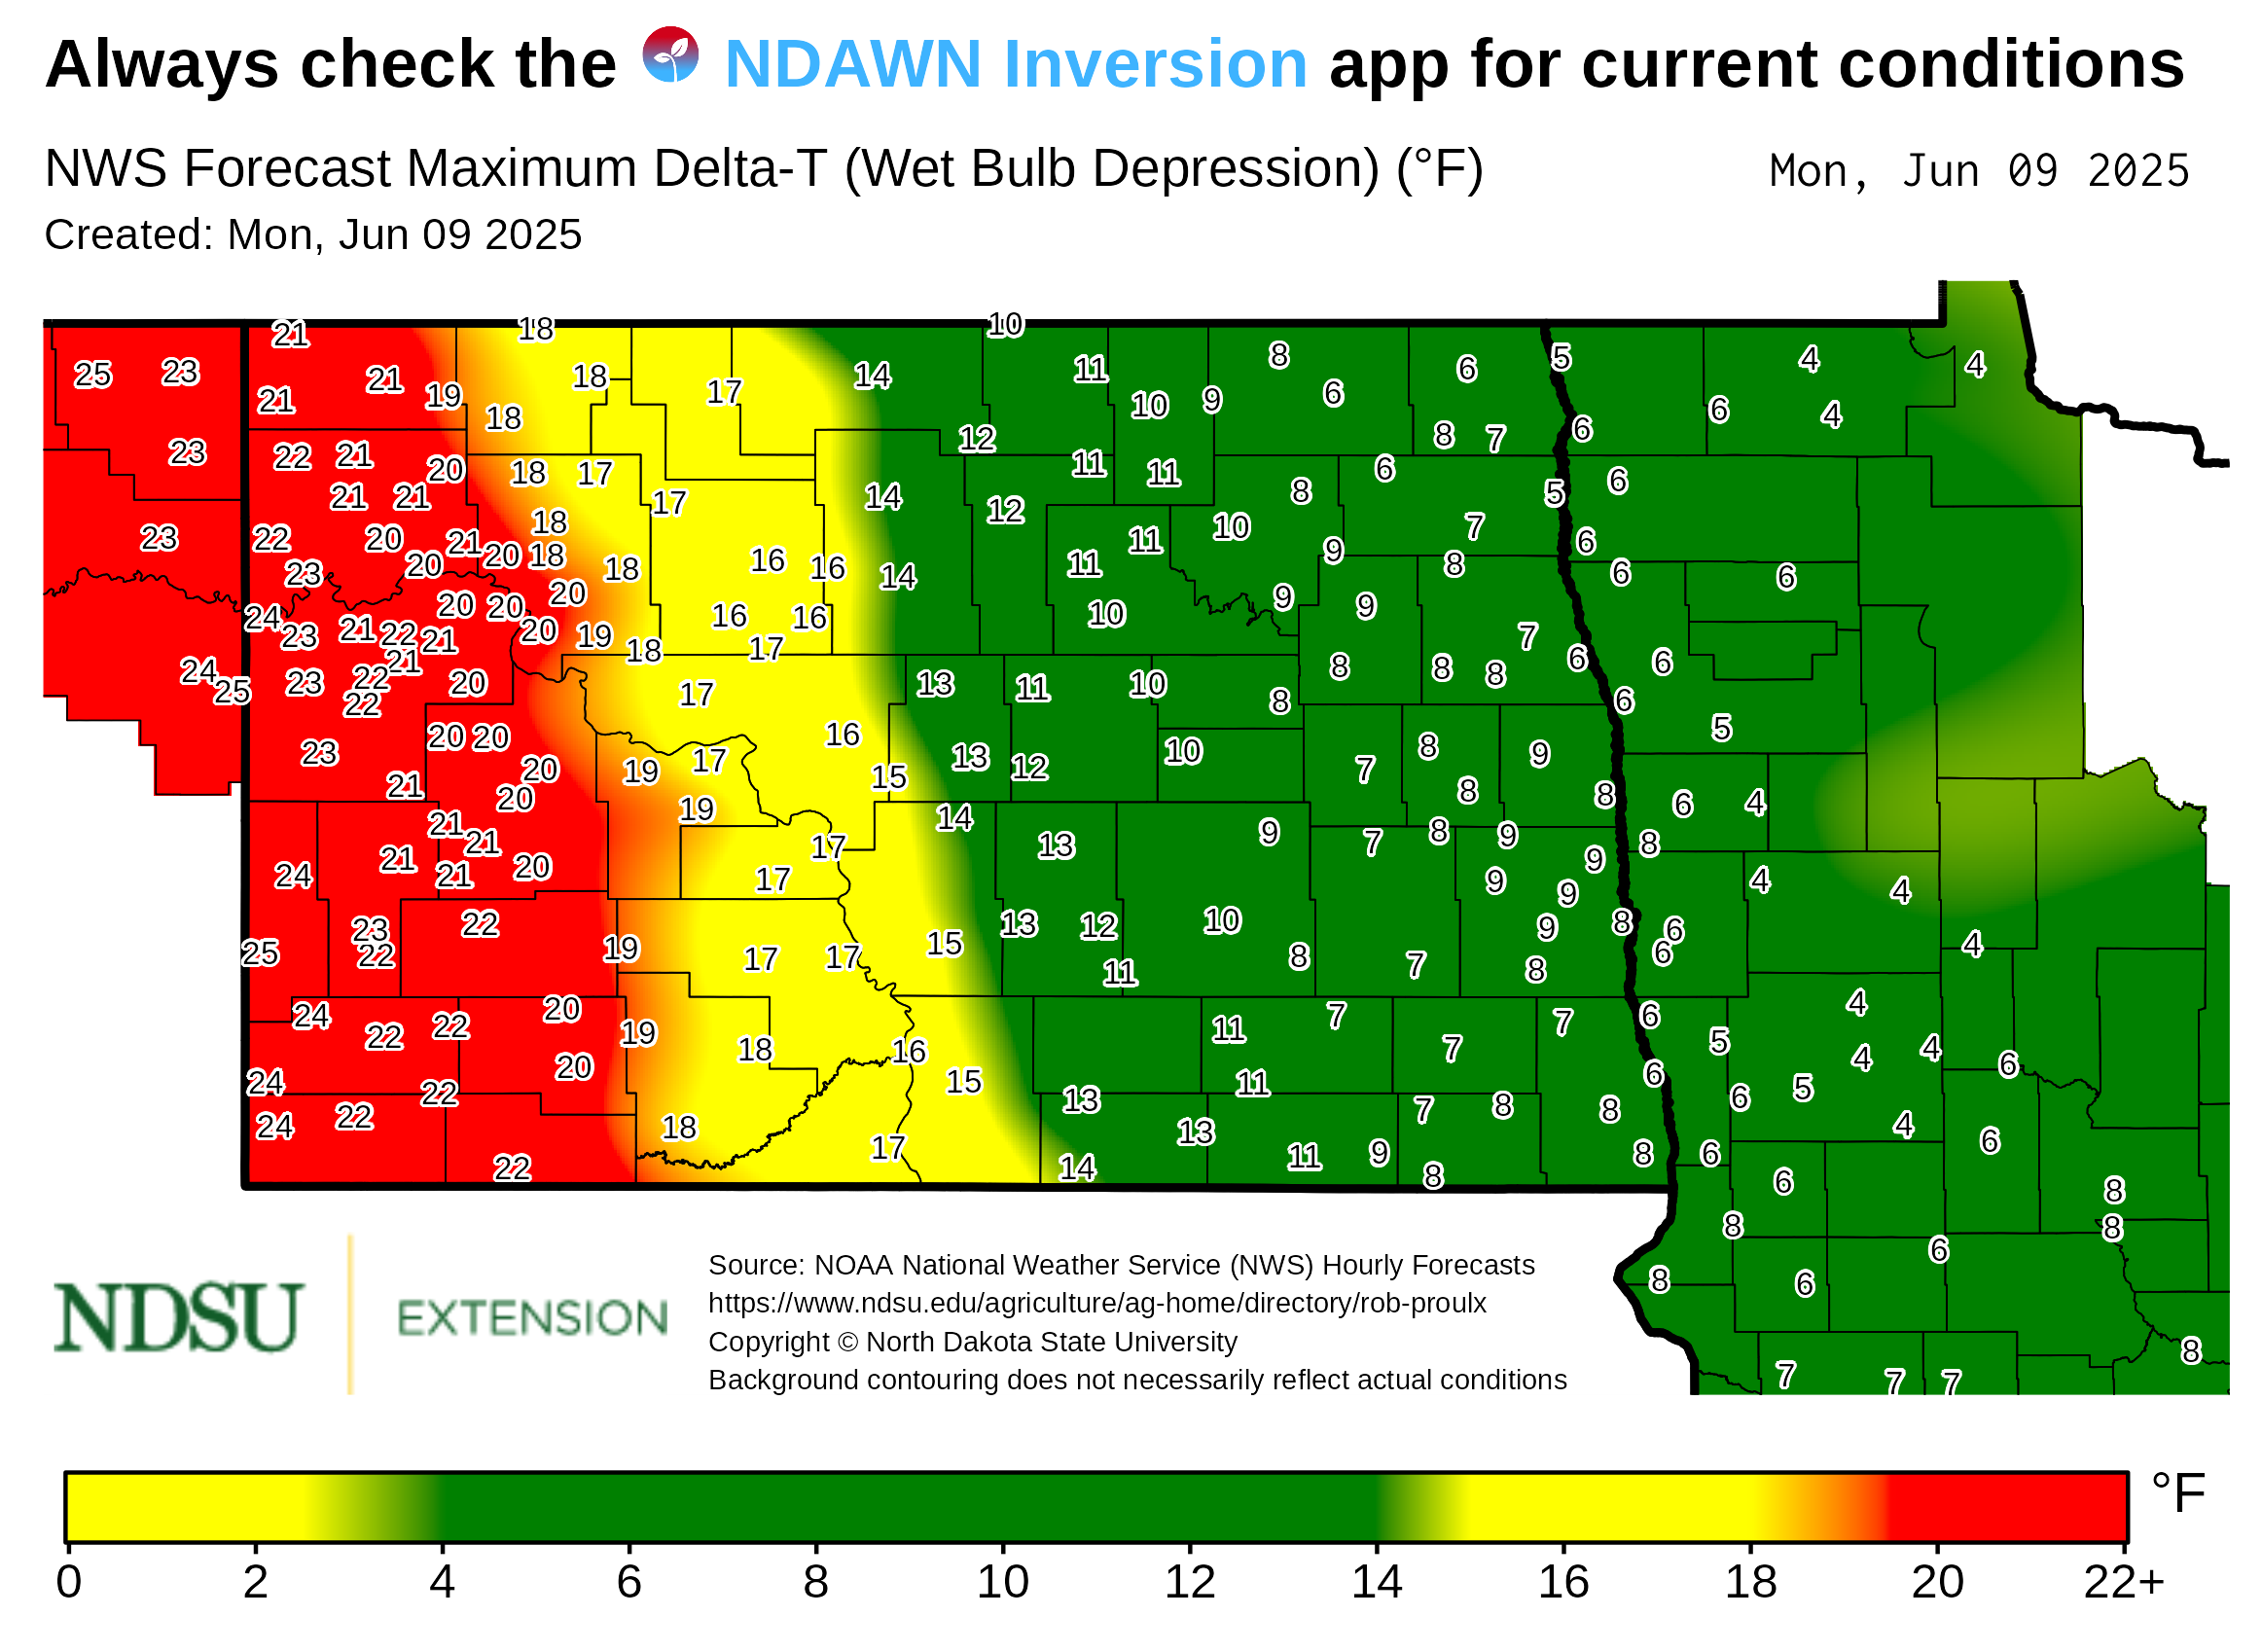 Always check the NDAWN Inversion app for current conditions
NWS Forecast Maximum Delta-T (Wet Bulb Depression) (°F) Mon, Jun 09 2025
Created: Mon, Jun 09 2025
21 18 10
25 23 21 18 14 11 8 6 5 4 4
21 19 18 17 10 9 6 6 4
23 22 21 20 18 17 12 11 11 6 8 7 6
21 21 17 14 12 8 5 6
23 22 20 21 20 18 18 11 10 9 7 6
23 20 20 18 16 16 14 11 8 6 6
24 20 20 16 16 10 9 9
23 21 22 21 20 19 18 17 7
24 21 8 8 8 6 6
25 23 22 22 20 17 13 11 10 8 6
23 20 20 16 8 5
21 20 19 17 15 13 12 10 7 9
20 19 14 8 8 6 4
21 21 17 13 9 7 8 9 8
24 21 21 20 17 9 9 9 4 4
23 22 13 12 10 9 8 6
25 22 19 17 17 15 11 8 7 8 6 4
24 22 22 20 19 18 16 11 7 7 7 6 5 4 4 4
24 22 20 15 11 6 6 5 6
24 22 18 13 13 7 8 8 6 4
22 17 14 11 9 8 8 6 6
6 8
8 6 8
8 6
8
7 7 7
NDSU EXTENSION
Source: NOAA National Weather Service (NWS) Hourly Forecasts
https://www.ndsu.edu/agriculture/ag-home/directory/rob-proulx
Copyright © North Dakota State University
Background contouring does not necessarily reflect actual conditions
°F
0 2 4 6 8 10 12 14 16 18 20 22+